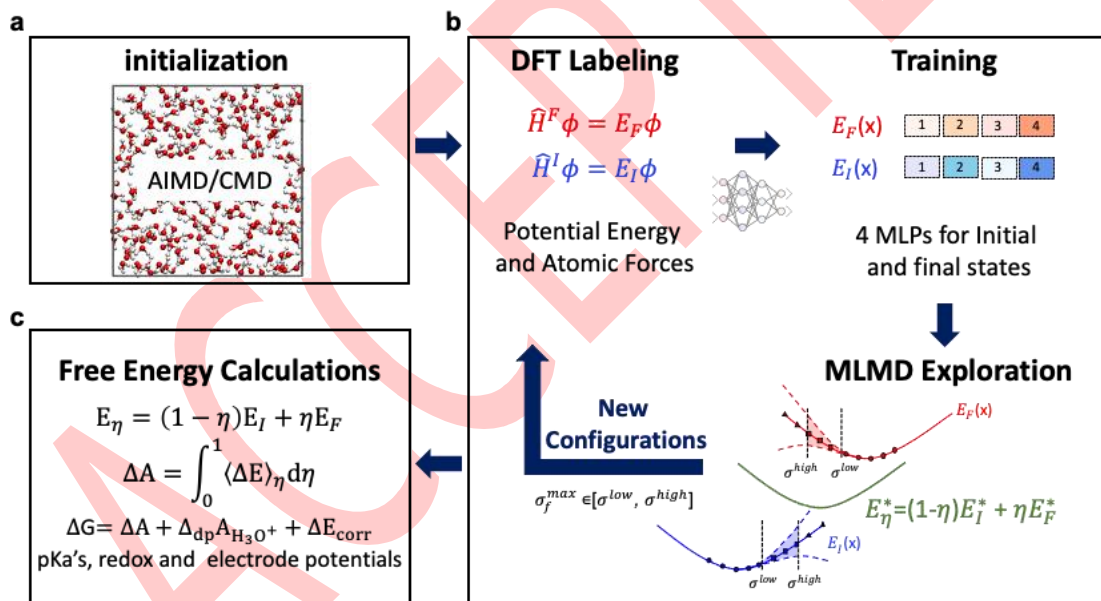 a
initialization
AIMD/CMD
b
DFT Labeling
Ĥ^F ϕ = E_F ϕ
Ĥ^I ϕ = E_I ϕ
Potential Energy
and Atomic Forces
Training
E_F(x) 1 2 3 4
E_I(x) 1 2 3 4
4 MLPs for Initial
and final states
MLMD Exploration
E_F(x)
σ^high σ^low
E*_η=(1-η)E*_I + ηE*_F
E_I(x)
σ^low σ^high
New
Configurations
σ_f^max ∈[σ^low, σ^high]
c
Free Energy Calculations
E_η = (1 − η)E_I + ηE_F
ΔA = ∫_0^1 ⟨ΔE⟩_η dη
ΔG= ΔA + Δ_dp A_H₃O⁺ + ΔE_corr
pKa's, redox and electrode potentials